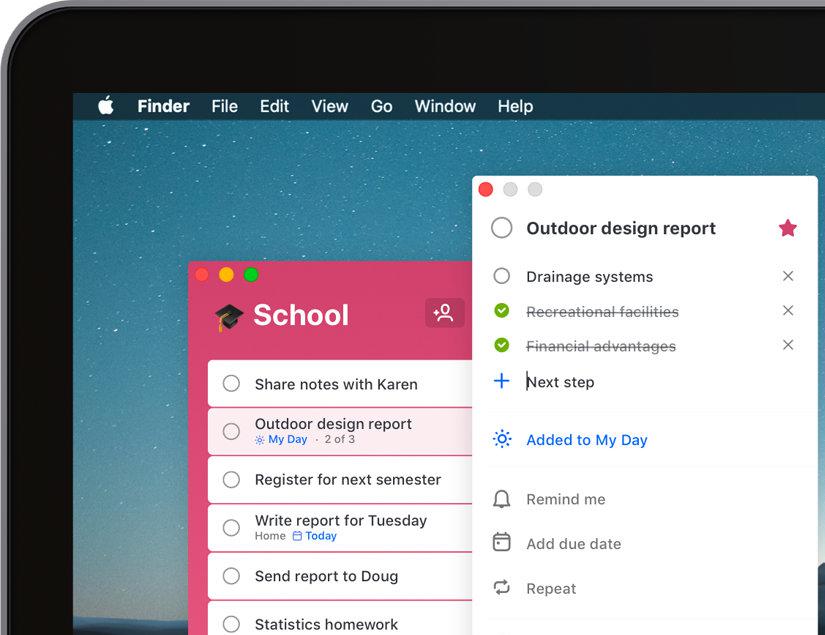 Finder File Edit View Go Window Help
School
Share notes with Karen
Outdoor design report
My Day · 2 of 3
Register for next semester
Write report for Tuesday
Home Today
Send report to Doug
Statistics homework
Outdoor design report
Drainage systems
Recreational facilities
Financial advantages
Next step
Added to My Day
Remind me
Add due date
Repeat